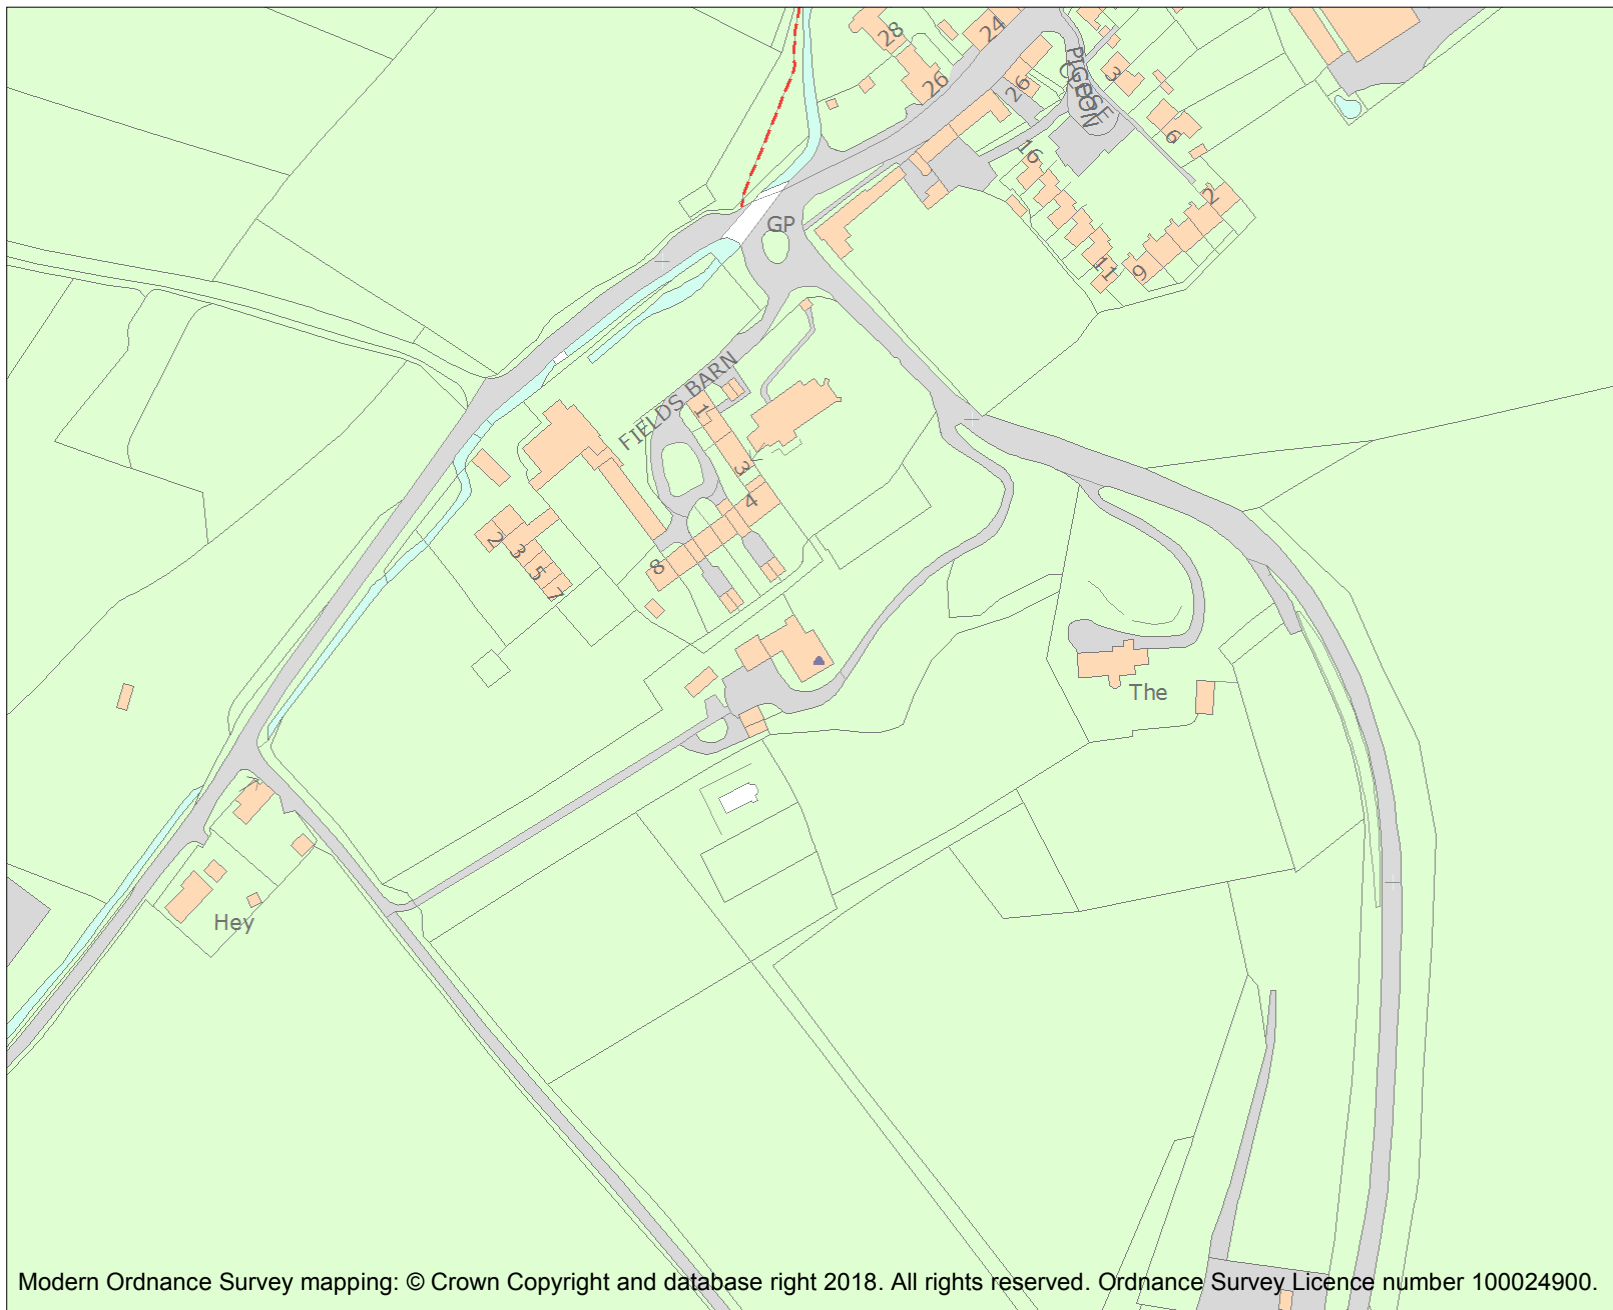 28
24
26
26
PIGEON
CLOSE
3
6
16
2
11
9
GP
FIELDS BARN
1
3
4
8
2
3
5
7
The
1
Hey
Modern Ordnance Survey mapping: © Crown Copyright and database right 2018. All rights reserved. Ordnance Survey Licence number 100024900.